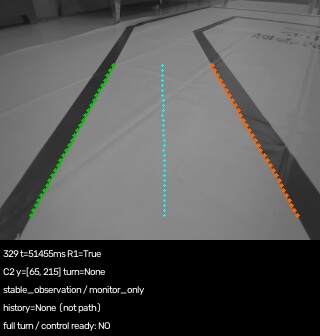 329 t=51455ms R1=True
C2 y=[65, 215] turn=None
stable_observation / monitor_only
history=None (not path)
full turn / control ready: NO